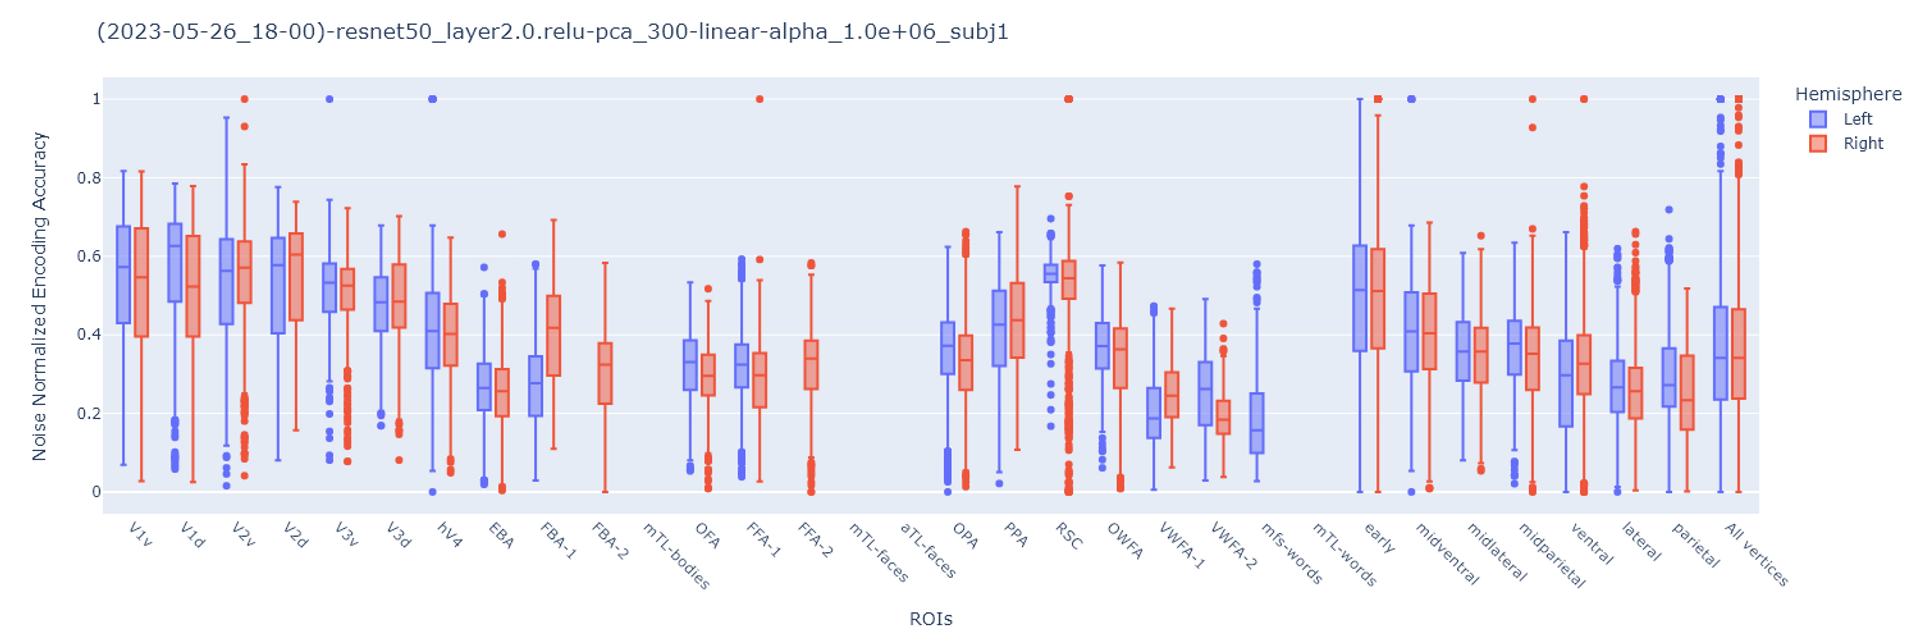 (2023-05-26_18-00)-resnet50_layer2.0.relu-pca_300-linear-alpha_1.0e+06_subj1
Noise Normalized Encoding Accuracy
1
0.8
0.6
0.4
0.2
0
V1v
V1d
V2v
V2d
V3v
V3d
hV4
EBA
FBA-1
FBA-2
mTL-bodies
OFA
FFA-1
FFA-2
mTL-faces
aTL-faces
OPA
PPA
RSC
OWFA
VWFA-1
VWFA-2
mfs-words
mTL-words
early
midventral
midlateral
midparietal
ventral
lateral
parietal
All vertices
ROIs
Hemisphere
Left
Right